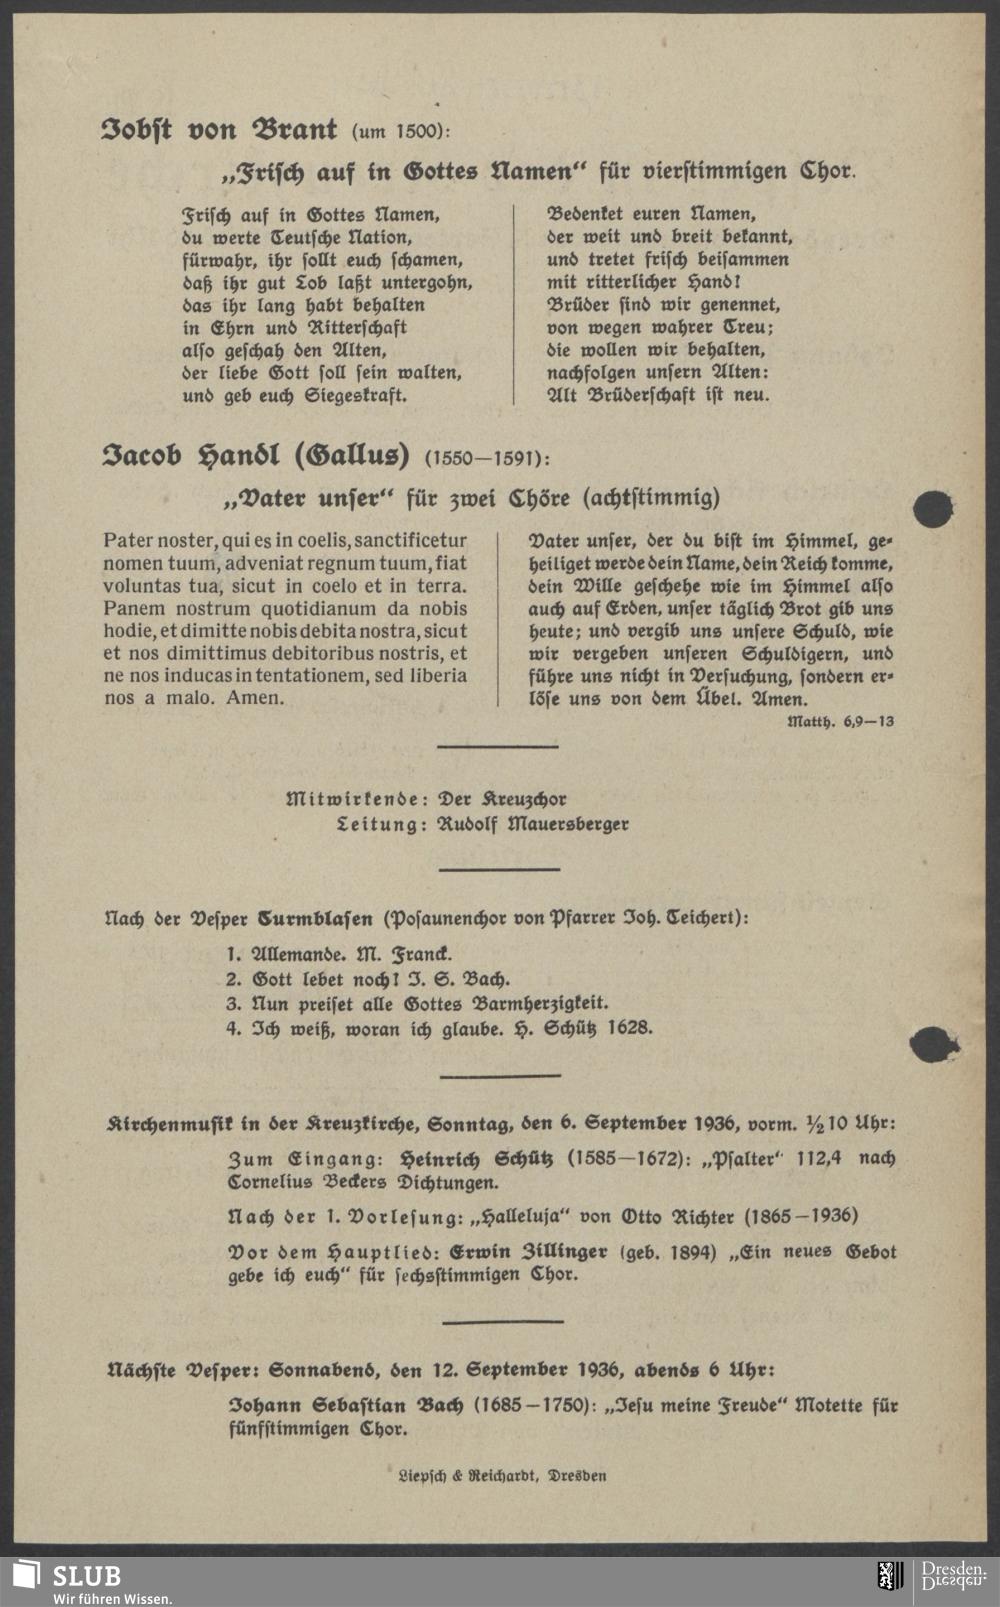 Jobst von Brant (um 1500):
„Frisch auf in Gottes Namen“ für vierstimmigen Chor.
Frisch auf in Gottes Namen,
du werte Teutsche Nation,
fürwahr, ihr sollt euch schamen,
daß ihr gut Lob laßt untergohn,
das ihr lang habt behalten
in Ehrn und Ritterschaft
also geschah den Alten,
der liebe Gott soll sein walten,
und geb euch Siegeskraft.
Bedenket euren Namen,
der weit und breit bekannt,
und tretet frisch beisammen
mit ritterlicher Hand!
Brüder sind wir genennet,
von wegen wahrer Treu;
die wollen wir behalten,
nachfolgen unsern Alten:
Alt Brüderschaft ist neu.
Jacob Handl (Gallus) (1550—1591):
„Vater unser“ für zwei Chöre (achtstimmig)
Pater noster, qui es in coelis, sanctificetur
nomen tuum, adveniat regnum tuum, fiat
voluntas tua, sicut in coelo et in terra.
Panem nostrum quotidianum da nobis
hodie, et dimitte nobis debita nostra, sicut
et nos dimittimus debitoribus nostris, et
ne nos inducas in tentationem, sed liberia
nos a malo. Amen.
Vater unser, der du bist im Himmel, ge-
heiliget werde dein Name, dein Reich komme,
dein Wille geschehe wie im Himmel also
auch auf Erden, unser täglich Brot gib uns
heute; und vergib uns unsere Schuld, wie
wir vergeben unseren Schuldigern, und
führe uns nicht in Versuchung, sondern er-
löse uns von dem Übel. Amen.
Matth. 6,9—13
Mitwirkende: Der Kreuzchor
Leitung: Rudolf Mauersberger
Nach der Vesper Turmblasen (Posaunenchor von Pfarrer Joh. Teichert):
1. Allemande. M. Franck.
2. Gott lebet noch! J. S. Bach.
3. Nun preiset alle Gottes Barmherzigkeit.
4. Ich weiß, woran ich glaube. H. Schütz 1628.
Kirchenmusik in der Kreuzkirche, Sonntag, den 6. September 1936, vorm. ½10 Uhr:
Zum Eingang: Heinrich Schütz (1585—1672): „Psalter“ 112,4 nach
Cornelius Beckers Dichtungen.
Nach der 1. Vorlesung: „Halleluja“ von Otto Richter (1865—1936)
Vor dem Hauptlied: Erwin Zillinger (geb. 1894) „Ein neues Gebot
gebe ich euch“ für sechsstimmigen Chor.
Nächste Vesper: Sonnabend, den 12. September 1936, abends 6 Uhr:
Johann Sebastian Bach (1685—1750): „Jesu meine Freude“ Motette für
fünfstimmigen Chor.
Liepsch & Reichardt, Dresden
SLUB
Wir führen Wissen.
Dresden.
Dresden.